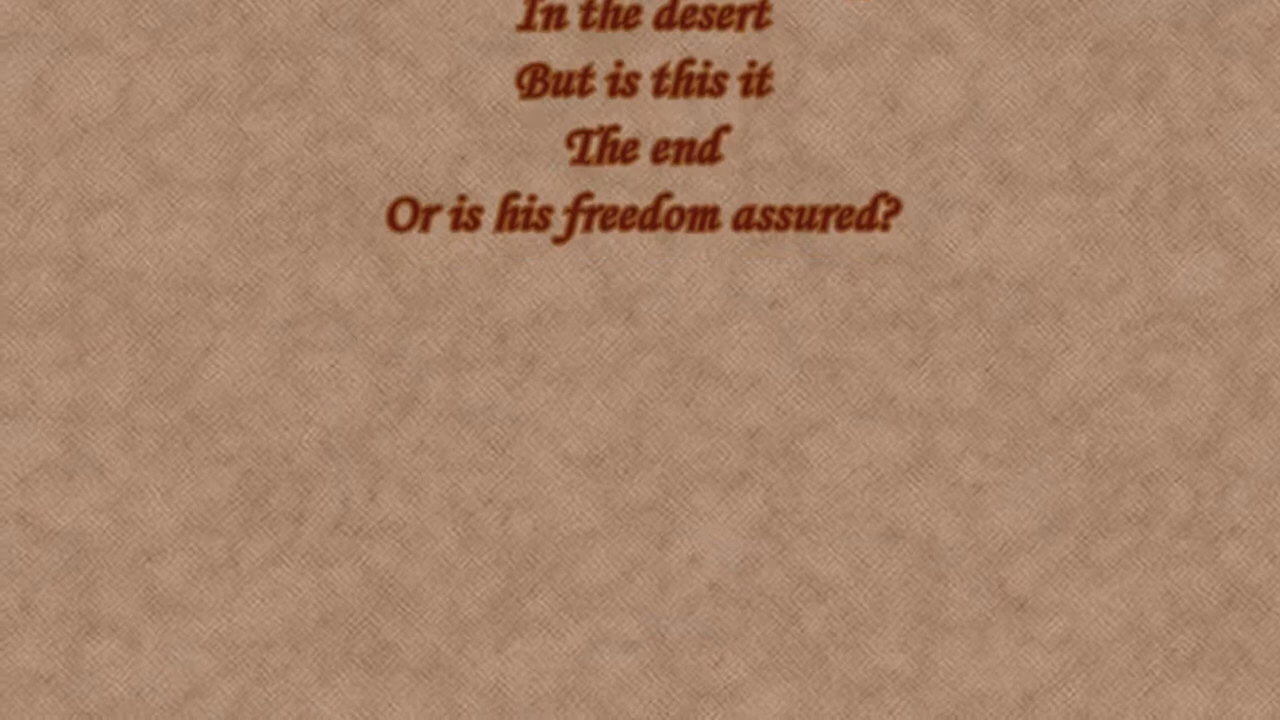 In the desert
But is this it
The end
Or is his freedom assured?